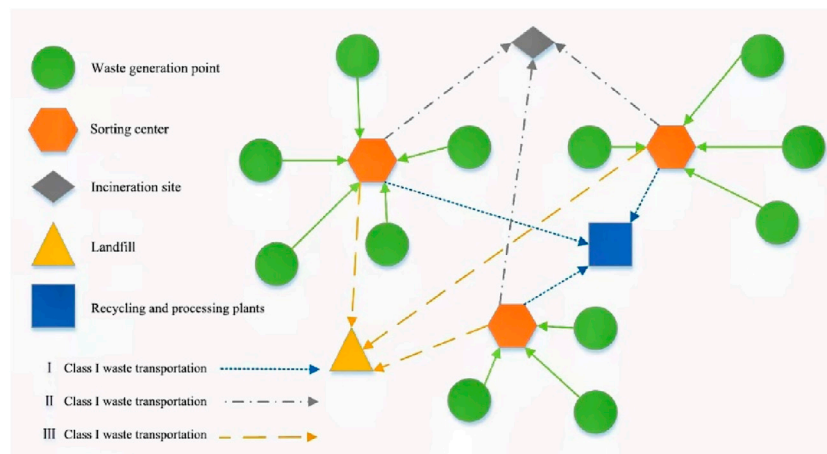 Waste generation point
Sorting center
Incineration site
Landfill
Recycling and processing plants
I Class I waste transportation
II Class I waste transportation
III Class I waste transportation